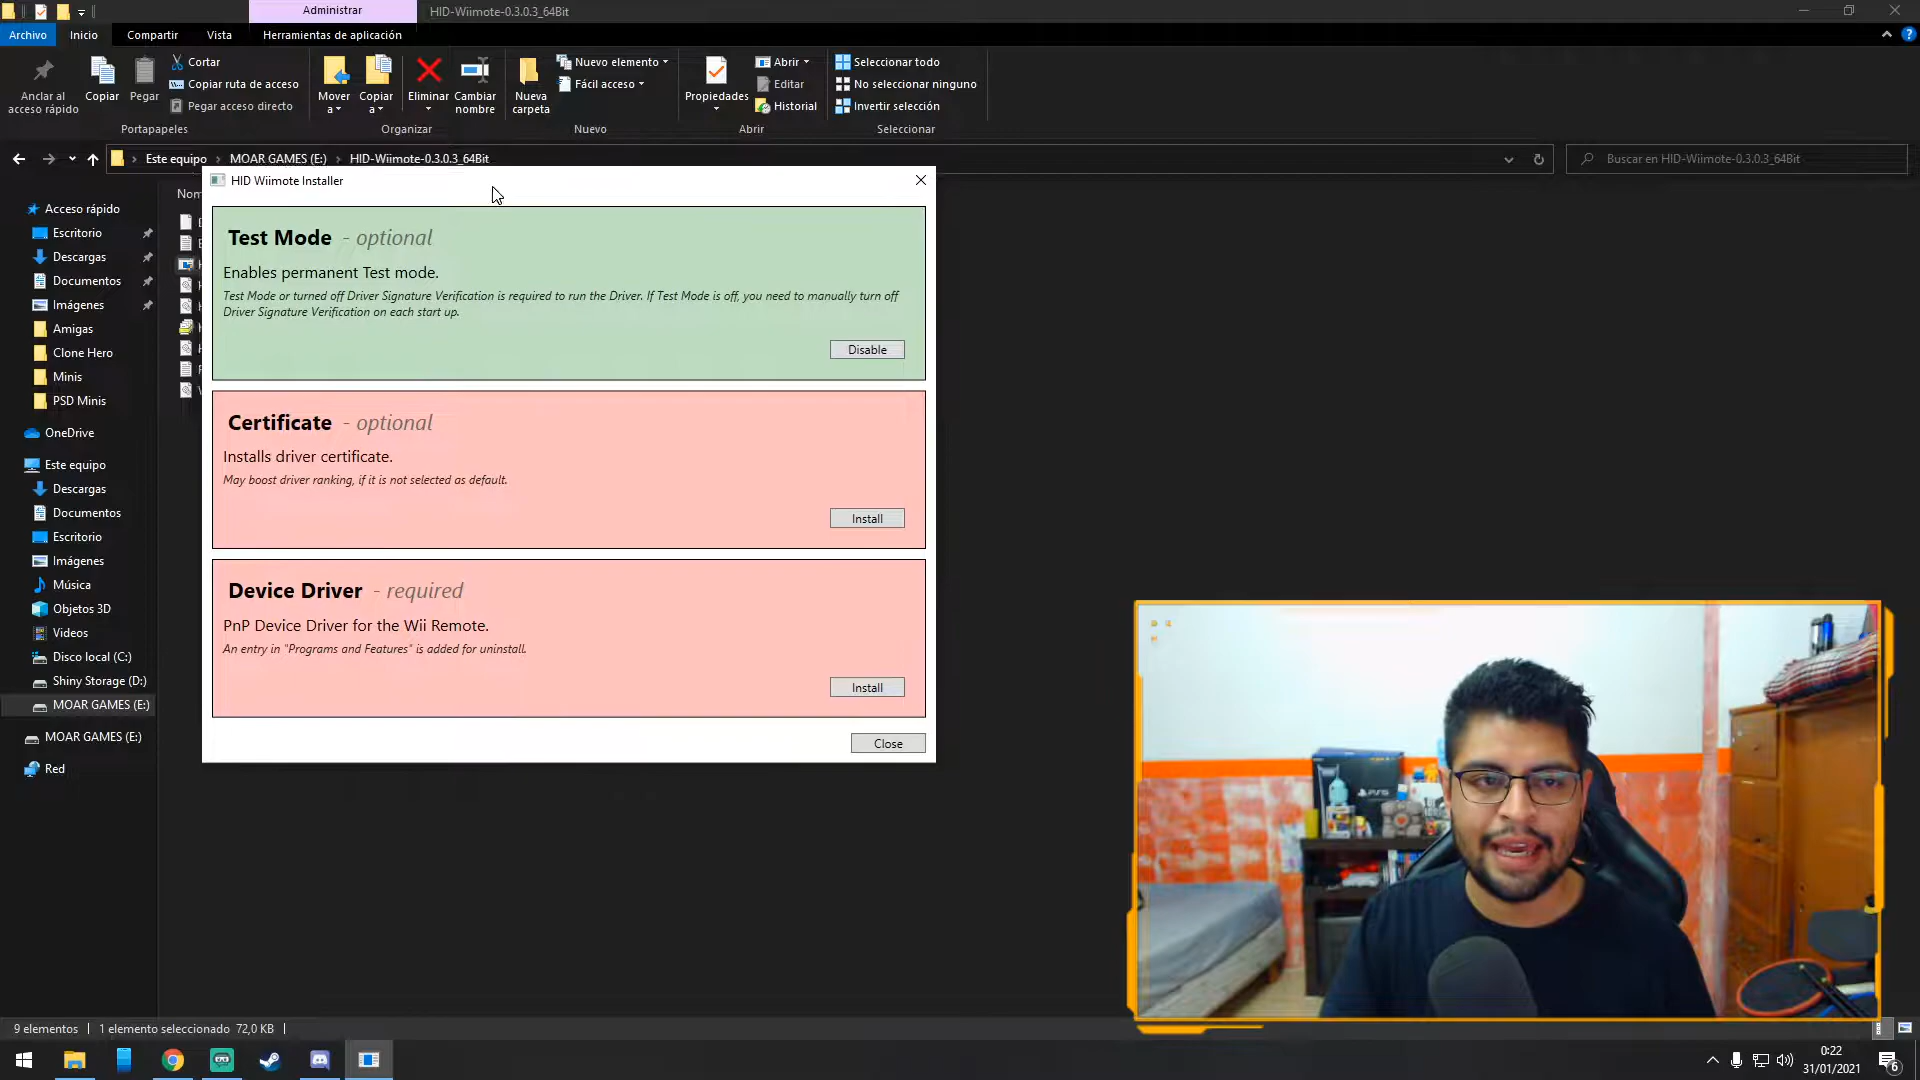 Administrar
HID-Wiimote-0.3.0.3_64Bit
Archivo
Inicio
Compartir
Vista
Herramientas de aplicación
Anclar al
acceso rápido
Copiar
Pegar
Cortar
Copiar ruta de acceso
Pegar acceso directo
Portapapeles
Mover
a
Copiar
a
Eliminar
Cambiar
nombre
Organizar
Nueva
carpeta
Nuevo elemento
Fácil acceso
Nuevo
Propiedades
Abrir
Editar
Historial
Abrir
Seleccionar todo
No seleccionar ninguno
Invertir selección
Seleccionar
Este equipo
MOAR GAMES (E:)
HID-Wiimote-0.3.0.3_64Bit
Buscar en HID-Wiimote-0.3.0.3_64Bit
Acceso rápido
Escritorio
Descargas
Documentos
Imágenes
Amigas
Clone Hero
Minis
PSD Minis
OneDrive
Este equipo
Descargas
Documentos
Escritorio
Imágenes
Música
Objetos 3D
Videos
Disco local (C:)
Shiny Storage (D:)
MOAR GAMES (E:)
MOAR GAMES (E:)
Red
HID Wiimote Installer
Test Mode - optional
Enables permanent Test mode.
Test Mode or turned off Driver Signature Verification is required to run the Driver. If Test Mode is off, you need to manually turn off
Driver Signature Verification on each start up.
Disable
Certificate - optional
Installs driver certificate.
May boost driver ranking, if it is not selected as default.
Install
Device Driver - required
PnP Device Driver for the Wii Remote.
An entry in "Programs and Features" is added for uninstall.
Install
Close
PS5
9 elementos
1 elemento seleccionado 72,0 KB
0:22
31/01/2021
6